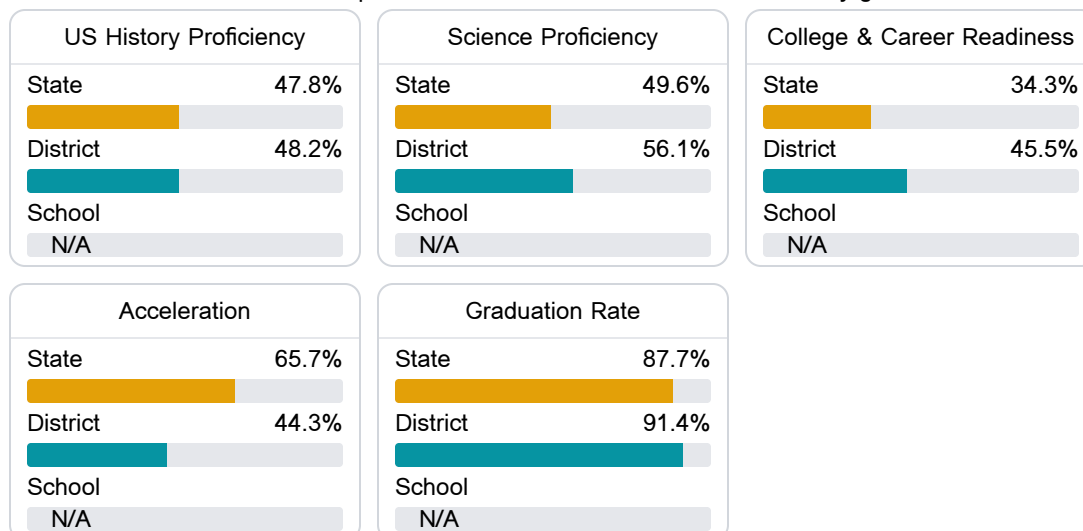 US History Proficiency
State 47.8%
District 48.2%
School
N/A
Science Proficiency
State 49.6%
District 56.1%
School
N/A
College & Career Readiness
State 34.3%
District 45.5%
School
N/A
Acceleration
State 65.7%
District 44.3%
School
N/A
Graduation Rate
State 87.7%
District 91.4%
School
N/A